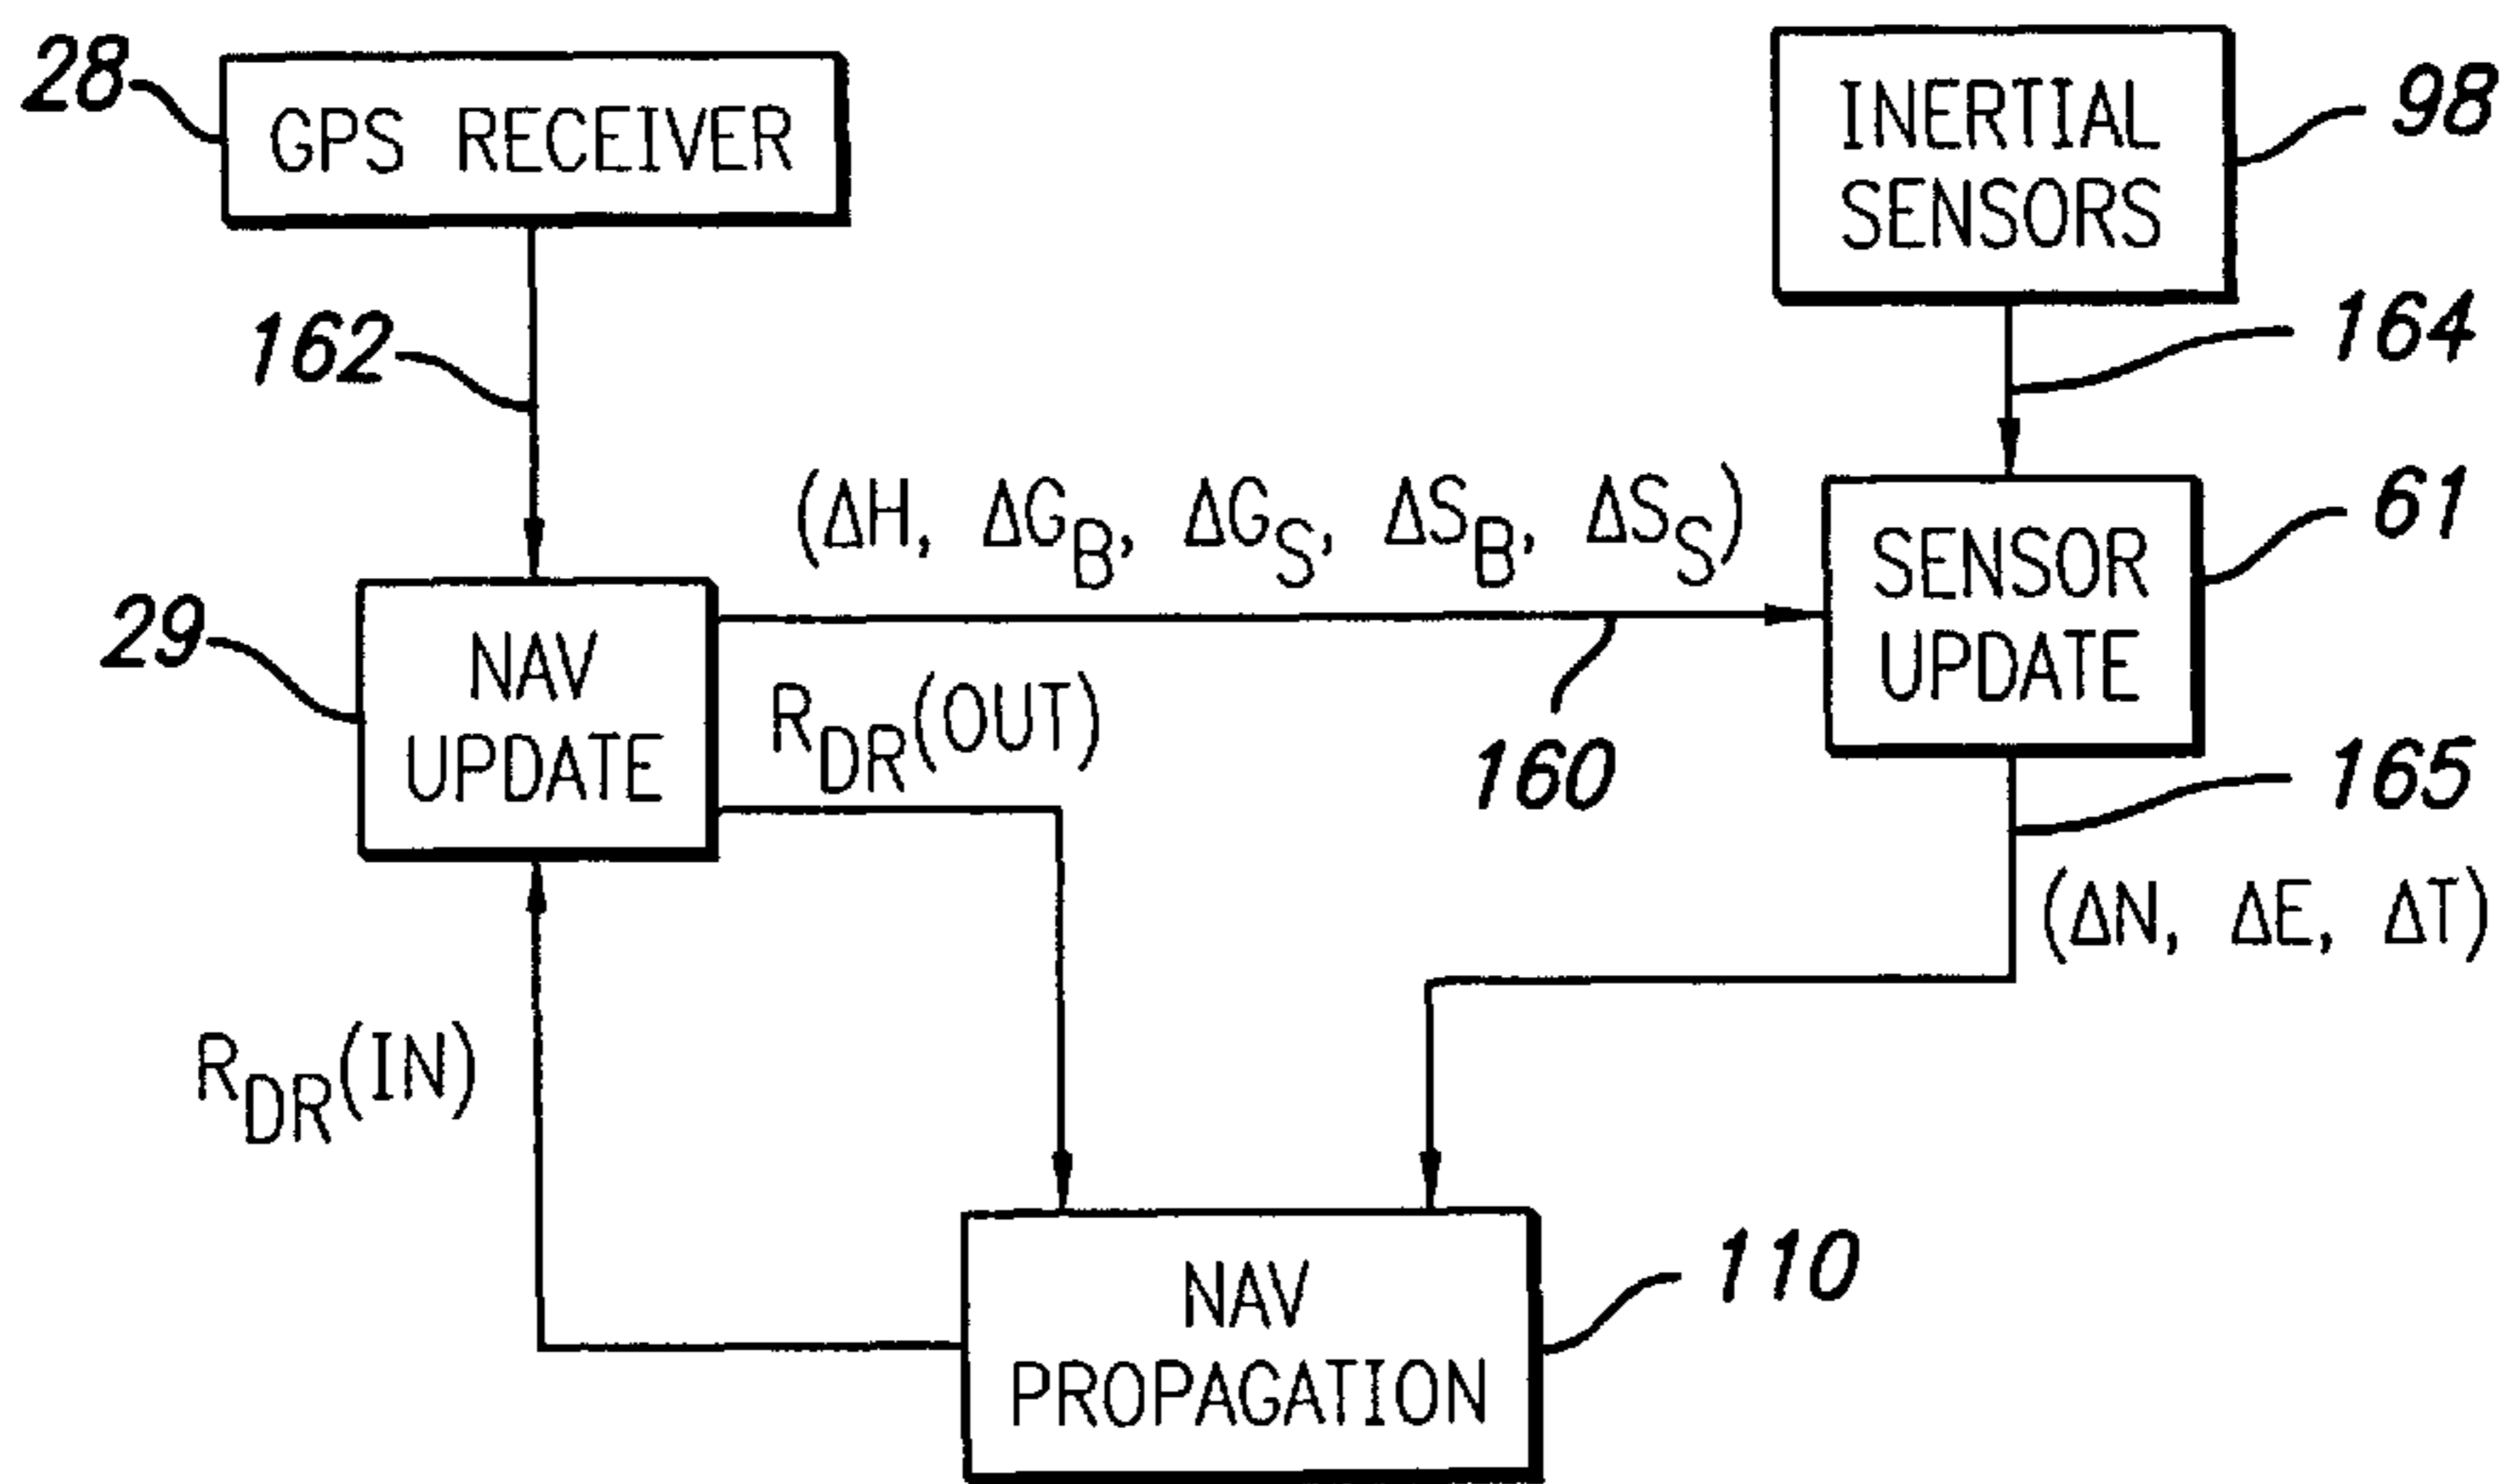 28
GPS RECEIVER
INERTIAL
SENSORS
98
162
164
(ΔH, ΔG_B, ΔG_S, ΔS_B, ΔS_S)
61
SENSOR
UPDATE
29
NAV
UPDATE
R_DR(OUT)
160
165
(ΔN, ΔE, ΔT)
R_DR(IN)
110
NAV
PROPAGATION